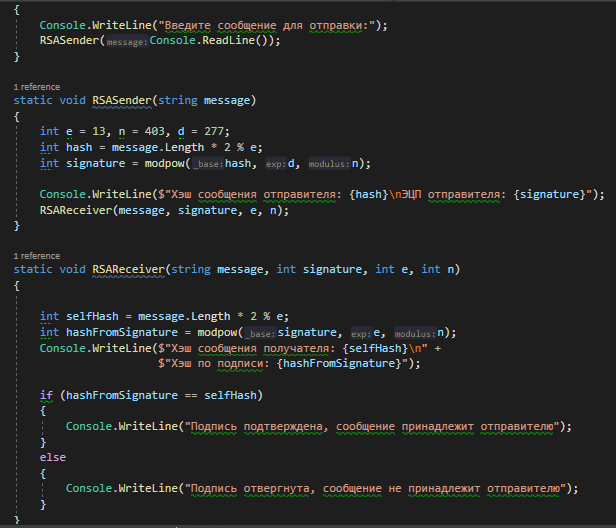 {
Console.WriteLine("Введите сообщение для отправки:");
RSASender(message:Console.ReadLine());
}
1 reference
static void RSASender(string message)
{
int e = 13, n = 403, d = 277;
int hash = message.Length * 2 % e;
int signature = modpow(_base:hash, exp:d, modulus:n);
Console.WriteLine($"Хэш сообщения отправителя: {hash}\nЭЦП отправителя: {signature}");
RSAReceiver(message, signature, e, n);
}
1 reference
static void RSAReceiver(string message, int signature, int e, int n)
{
int selfHash = message.Length * 2 % e;
int hashFromSignature = modpow(_base:signature, exp:e, modulus:n);
Console.WriteLine($"Хэш сообщения получателя: {selfHash}\n" +
$"Хэш по подписи: {hashFromSignature}");
if (hashFromSignature == selfHash)
{
Console.WriteLine("Подпись подтверждена, сообщение принадлежит отправителю");
}
else
{
Console.WriteLine("Подпись отвергнута, сообщение не принадлежит отправителю");
}
}